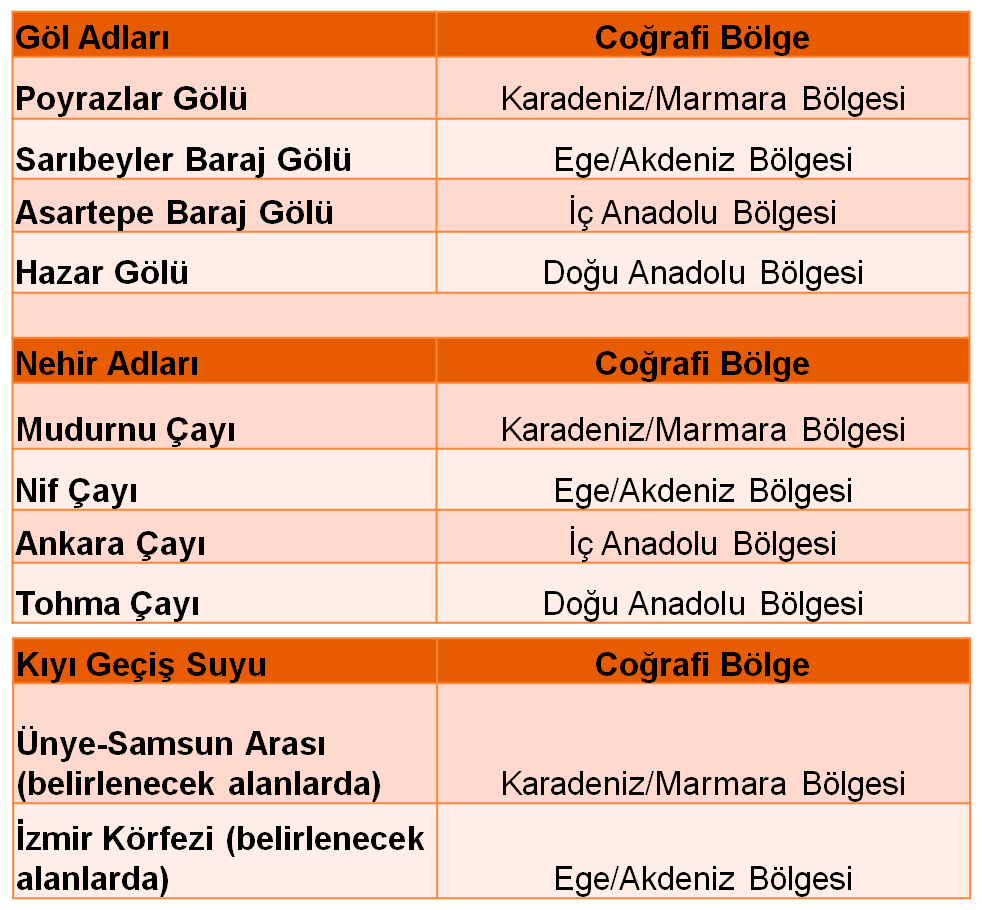 Göl Adları Coğrafi Bölge
Poyrazlar Gölü Karadeniz/Marmara Bölgesi
Sarıbeyler Baraj Gölü Ege/Akdeniz Bölgesi
Asartepe Baraj Gölü İç Anadolu Bölgesi
Hazar Gölü Doğu Anadolu Bölgesi
Nehir Adları Coğrafi Bölge
Mudurnu Çayı Karadeniz/Marmara Bölgesi
Nif Çayı Ege/Akdeniz Bölgesi
Ankara Çayı İç Anadolu Bölgesi
Tohma Çayı Doğu Anadolu Bölgesi
Kıyı Geçiş Suyu Coğrafi Bölge
Ünye-Samsun Arası
(belirlenecek alanlarda) Karadeniz/Marmara Bölgesi
İzmir Körfezi (belirlenecek
alanlarda) Ege/Akdeniz Bölgesi